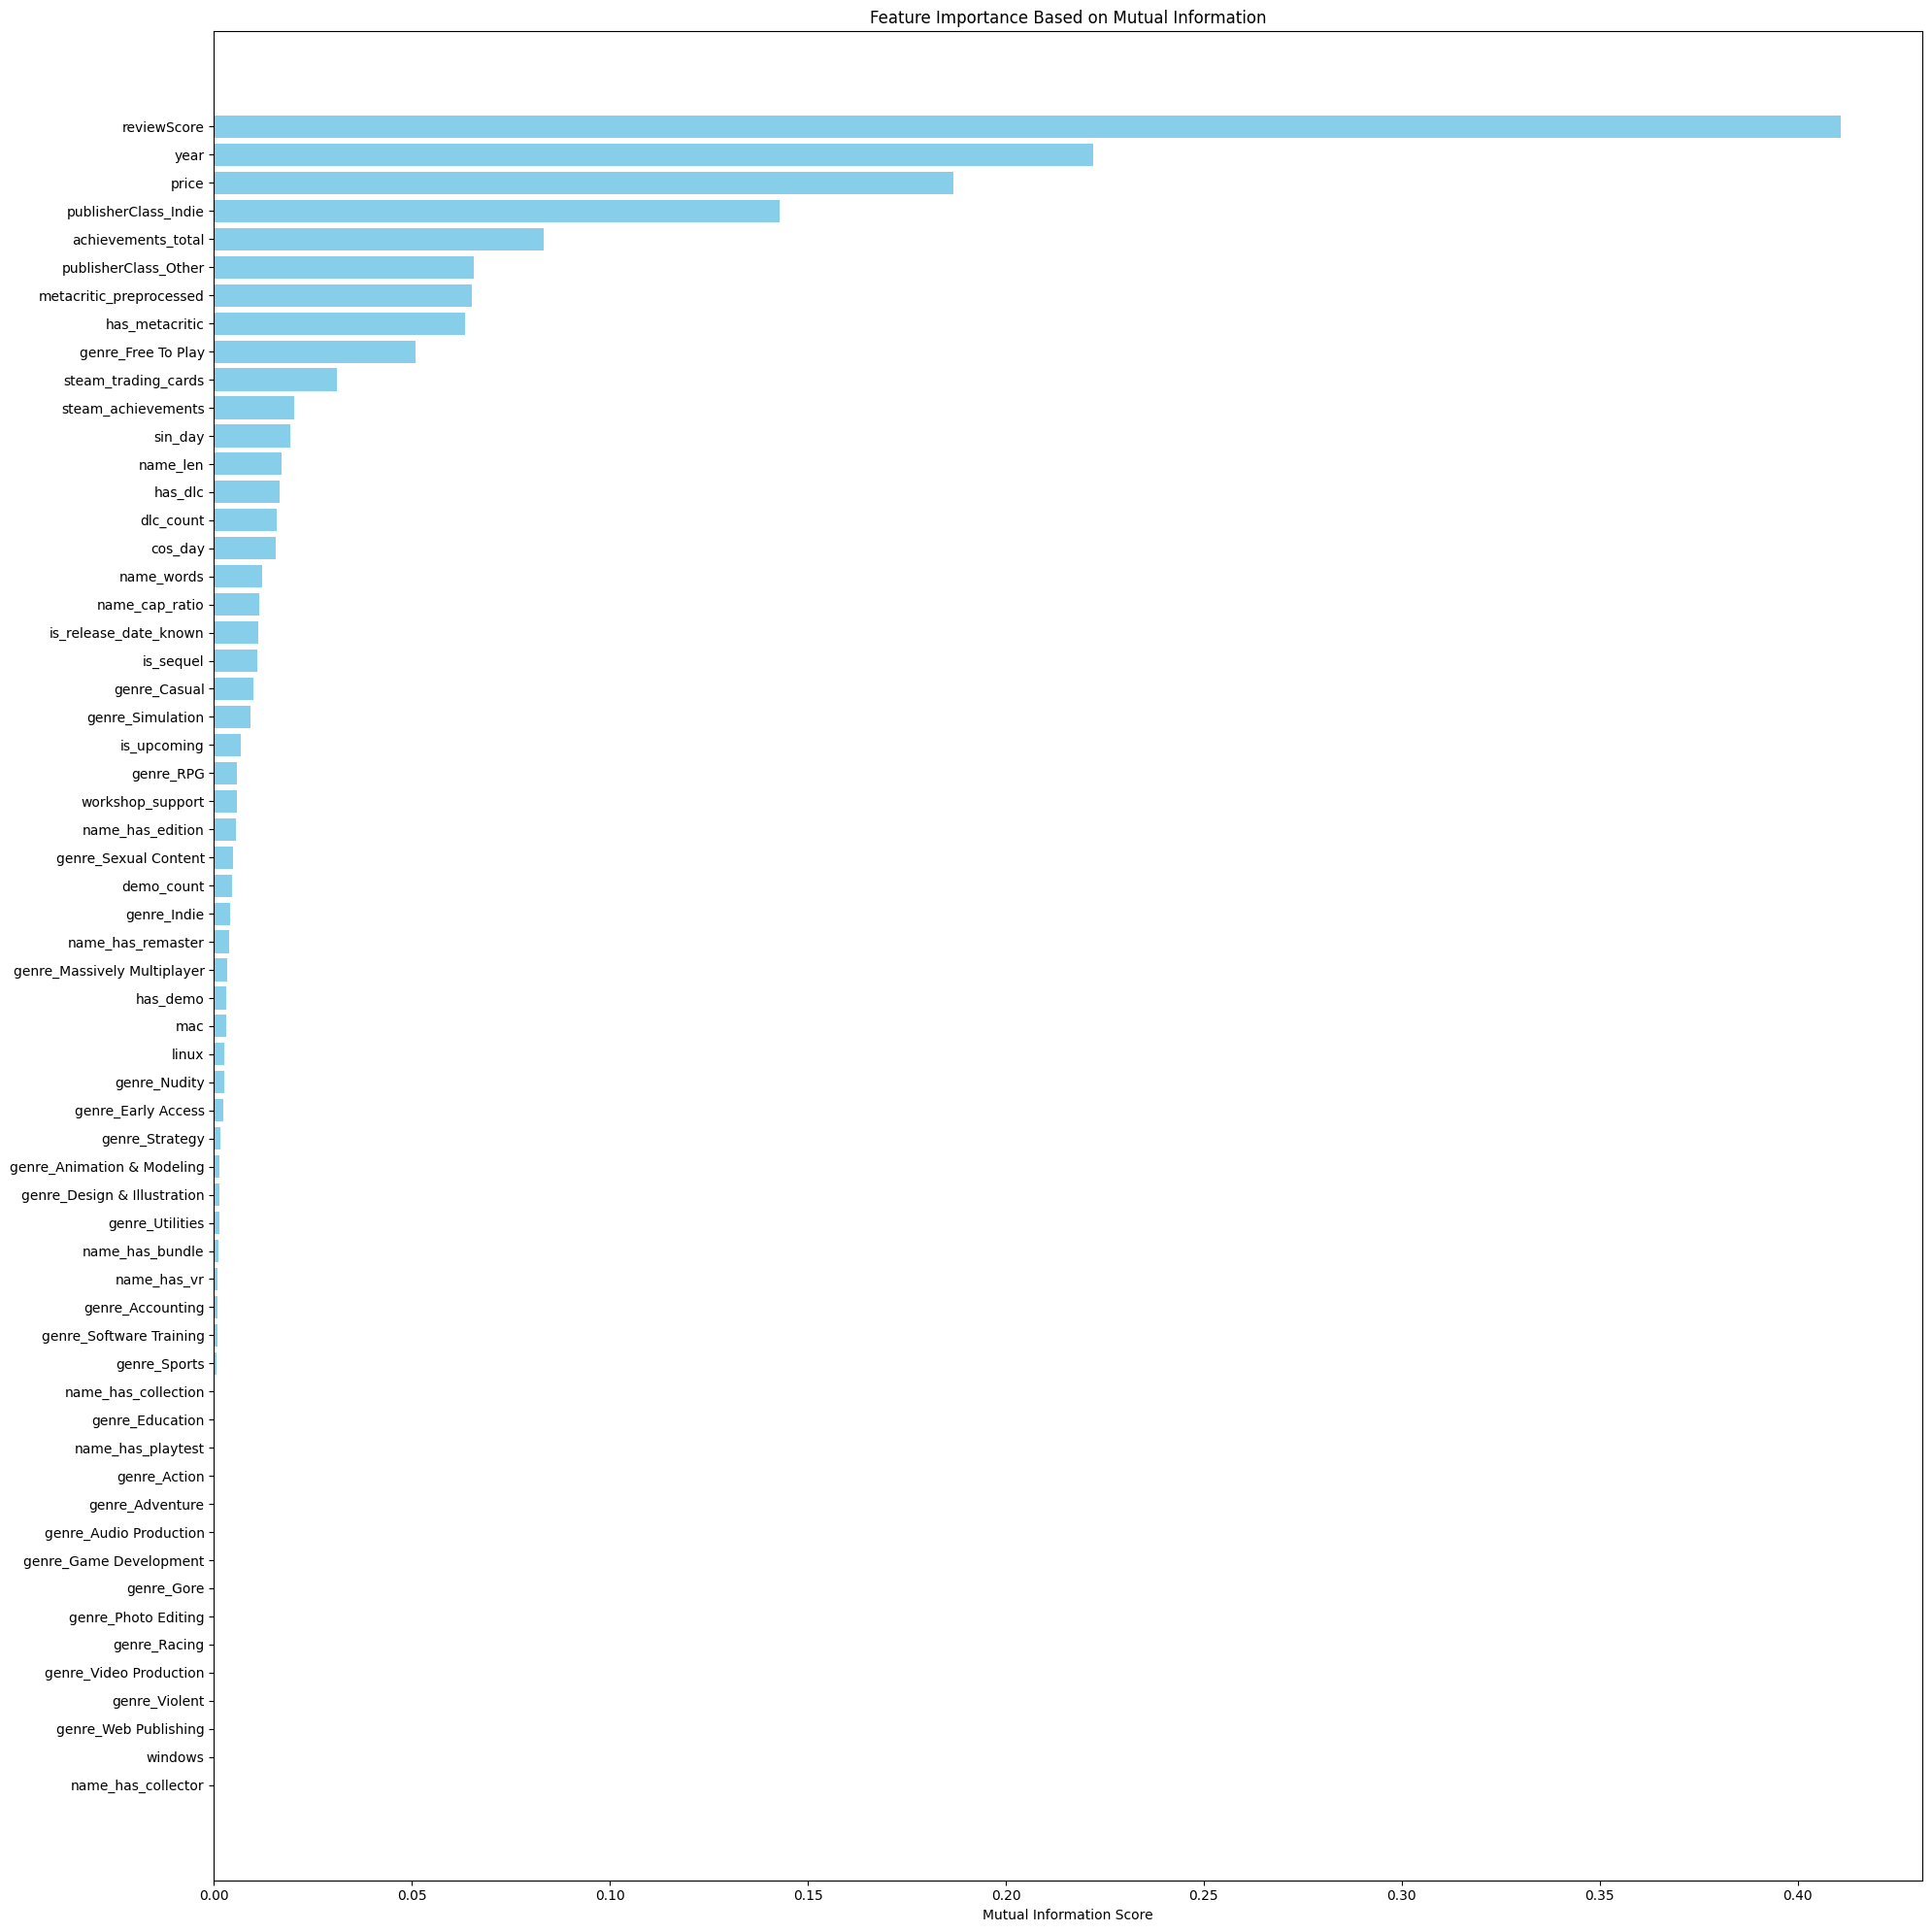 Feature Importance Based on Mutual Information
reviewScore
year
price
publisherClass_Indie
achievements_total
publisherClass_Other
metacritic_preprocessed
has_metacritic
genre_Free To Play
steam_trading_cards
steam_achievements
sin_day
name_len
has_dlc
dlc_count
cos_day
name_words
name_cap_ratio
is_release_date_known
is_sequel
genre_Casual
genre_Simulation
is_upcoming
genre_RPG
workshop_support
name_has_edition
genre_Sexual Content
demo_count
genre_Indie
name_has_remaster
genre_Massively Multiplayer
has_demo
mac
linux
genre_Nudity
genre_Early Access
genre_Strategy
genre_Animation & Modeling
genre_Design & Illustration
genre_Utilities
name_has_bundle
name_has_vr
genre_Accounting
genre_Software Training
genre_Sports
name_has_collection
genre_Education
name_has_playtest
genre_Action
genre_Adventure
genre_Audio Production
genre_Game Development
genre_Gore
genre_Photo Editing
genre_Racing
genre_Video Production
genre_Violent
genre_Web Publishing
windows
name_has_collector
0.00 0.05 0.10 0.15 0.20 0.25 0.30 0.35 0.40
Mutual Information Score